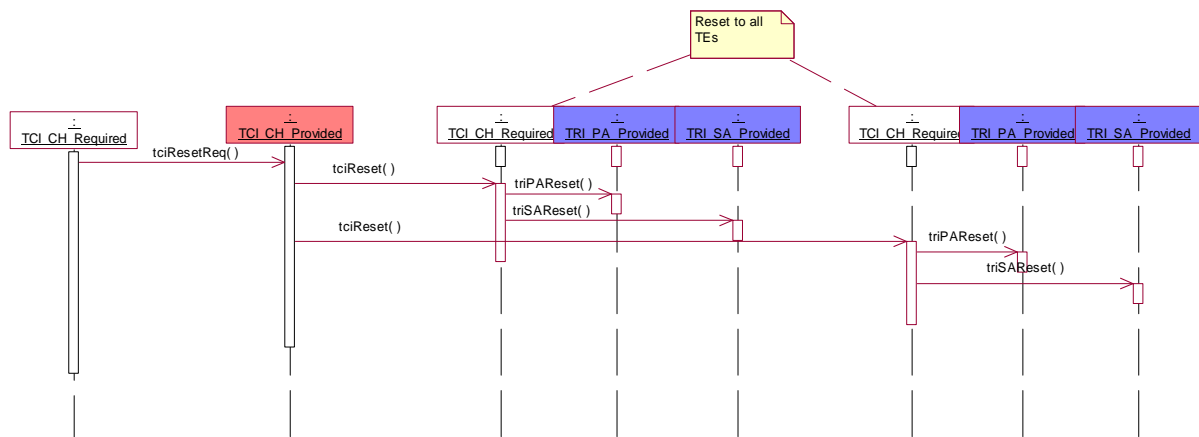 Reset to all
TEs
:
TCI_CH_Required
:
TCI_CH_Provided
:
TCI_CH_Required
:
TRI_PA_Provided
:
TRI_SA_Provided
:
TCI_CH_Required
:
TRI_PA_Provided
:
TRI_SA_Provided
tciResetReq( )
tciReset( )
triPAReset( )
triSAReset( )
tciReset( )
triPAReset( )
triSAReset( )